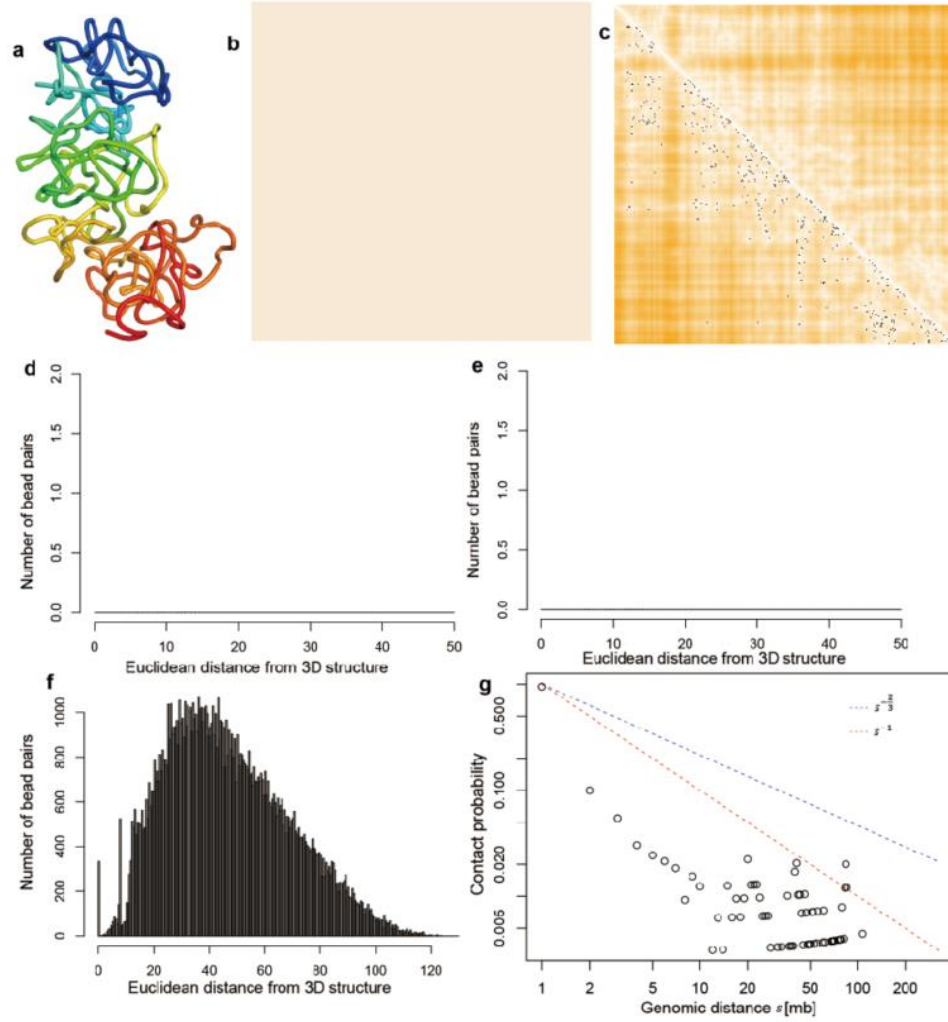 a
b
c
d
e
2.0
1.5
1.0
0.5
0.0
Number of bead pairs
0 10 20 30 40 50
Euclidean distance from 3D structure
2.0
1.5
1.0
0.5
0.0
Number of bead pairs
0 10 20 30 40 50
Euclidean distance from 3D structure
f
1000
800
600
400
200
0
Number of bead pairs
0 20 40 60 80 100 120
Euclidean distance from 3D structure
g
0.500
0.100
0.020
0.005
Contact probability
1 2 5 10 20 50 100 200
Genomic distance s [mb]